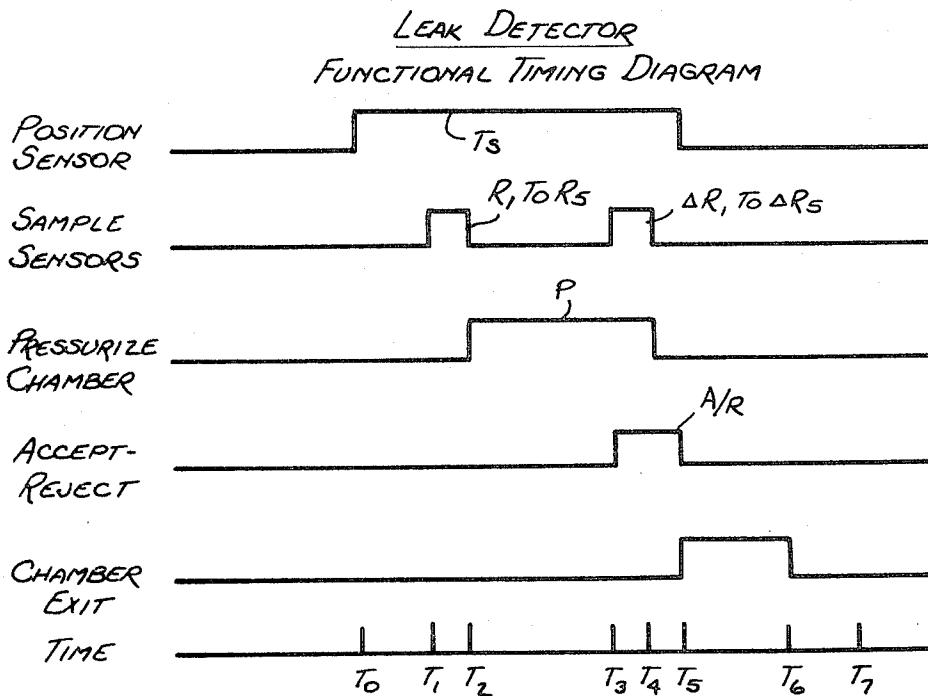 LEAK DETECTOR
FUNCTIONAL TIMING DIAGRAM
POSITION
SENSOR
TS
SAMPLE
SENSORS
R1 TO R5
ΔR1 TO ΔR5
PRESSURIZE
CHAMBER
P
ACCEPT-
REJECT
A/R
CHAMBER
EXIT
TIME
T0 T1 T2 T3 T4 T5 T6 T7